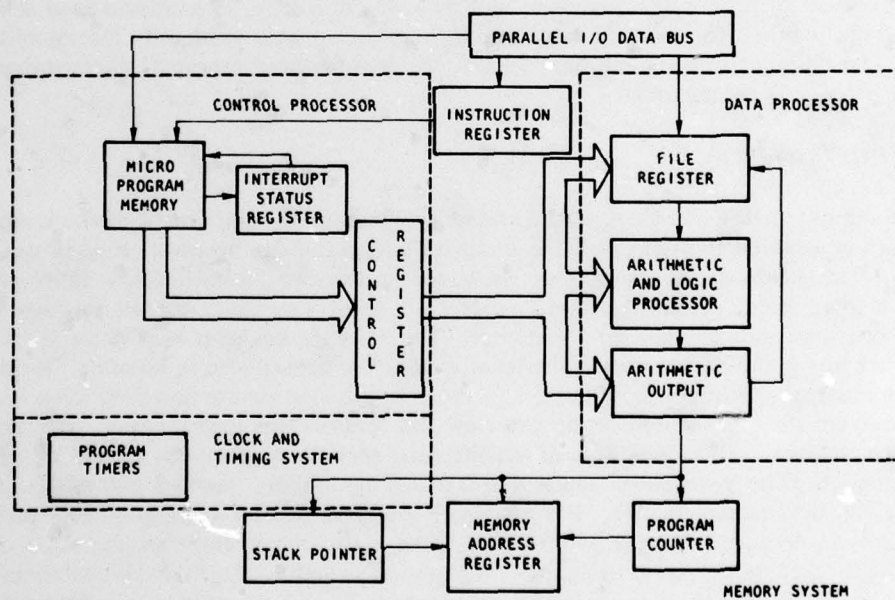 PARALLEL I/O DATA BUS
CONTROL PROCESSOR
INSTRUCTION
REGISTER
DATA PROCESSOR
MICRO
PROGRAM
MEMORY
INTERRUPT
STATUS
REGISTER
FILE
REGISTER
CONTROL
REGISTER
ARITHMETIC
AND LOGIC
PROCESSOR
ARITHMETIC
OUTPUT
PROGRAM
TIMERS
CLOCK AND
TIMING SYSTEM
STACK POINTER
MEMORY
ADDRESS
REGISTER
PROGRAM
COUNTER
MEMORY SYSTEM